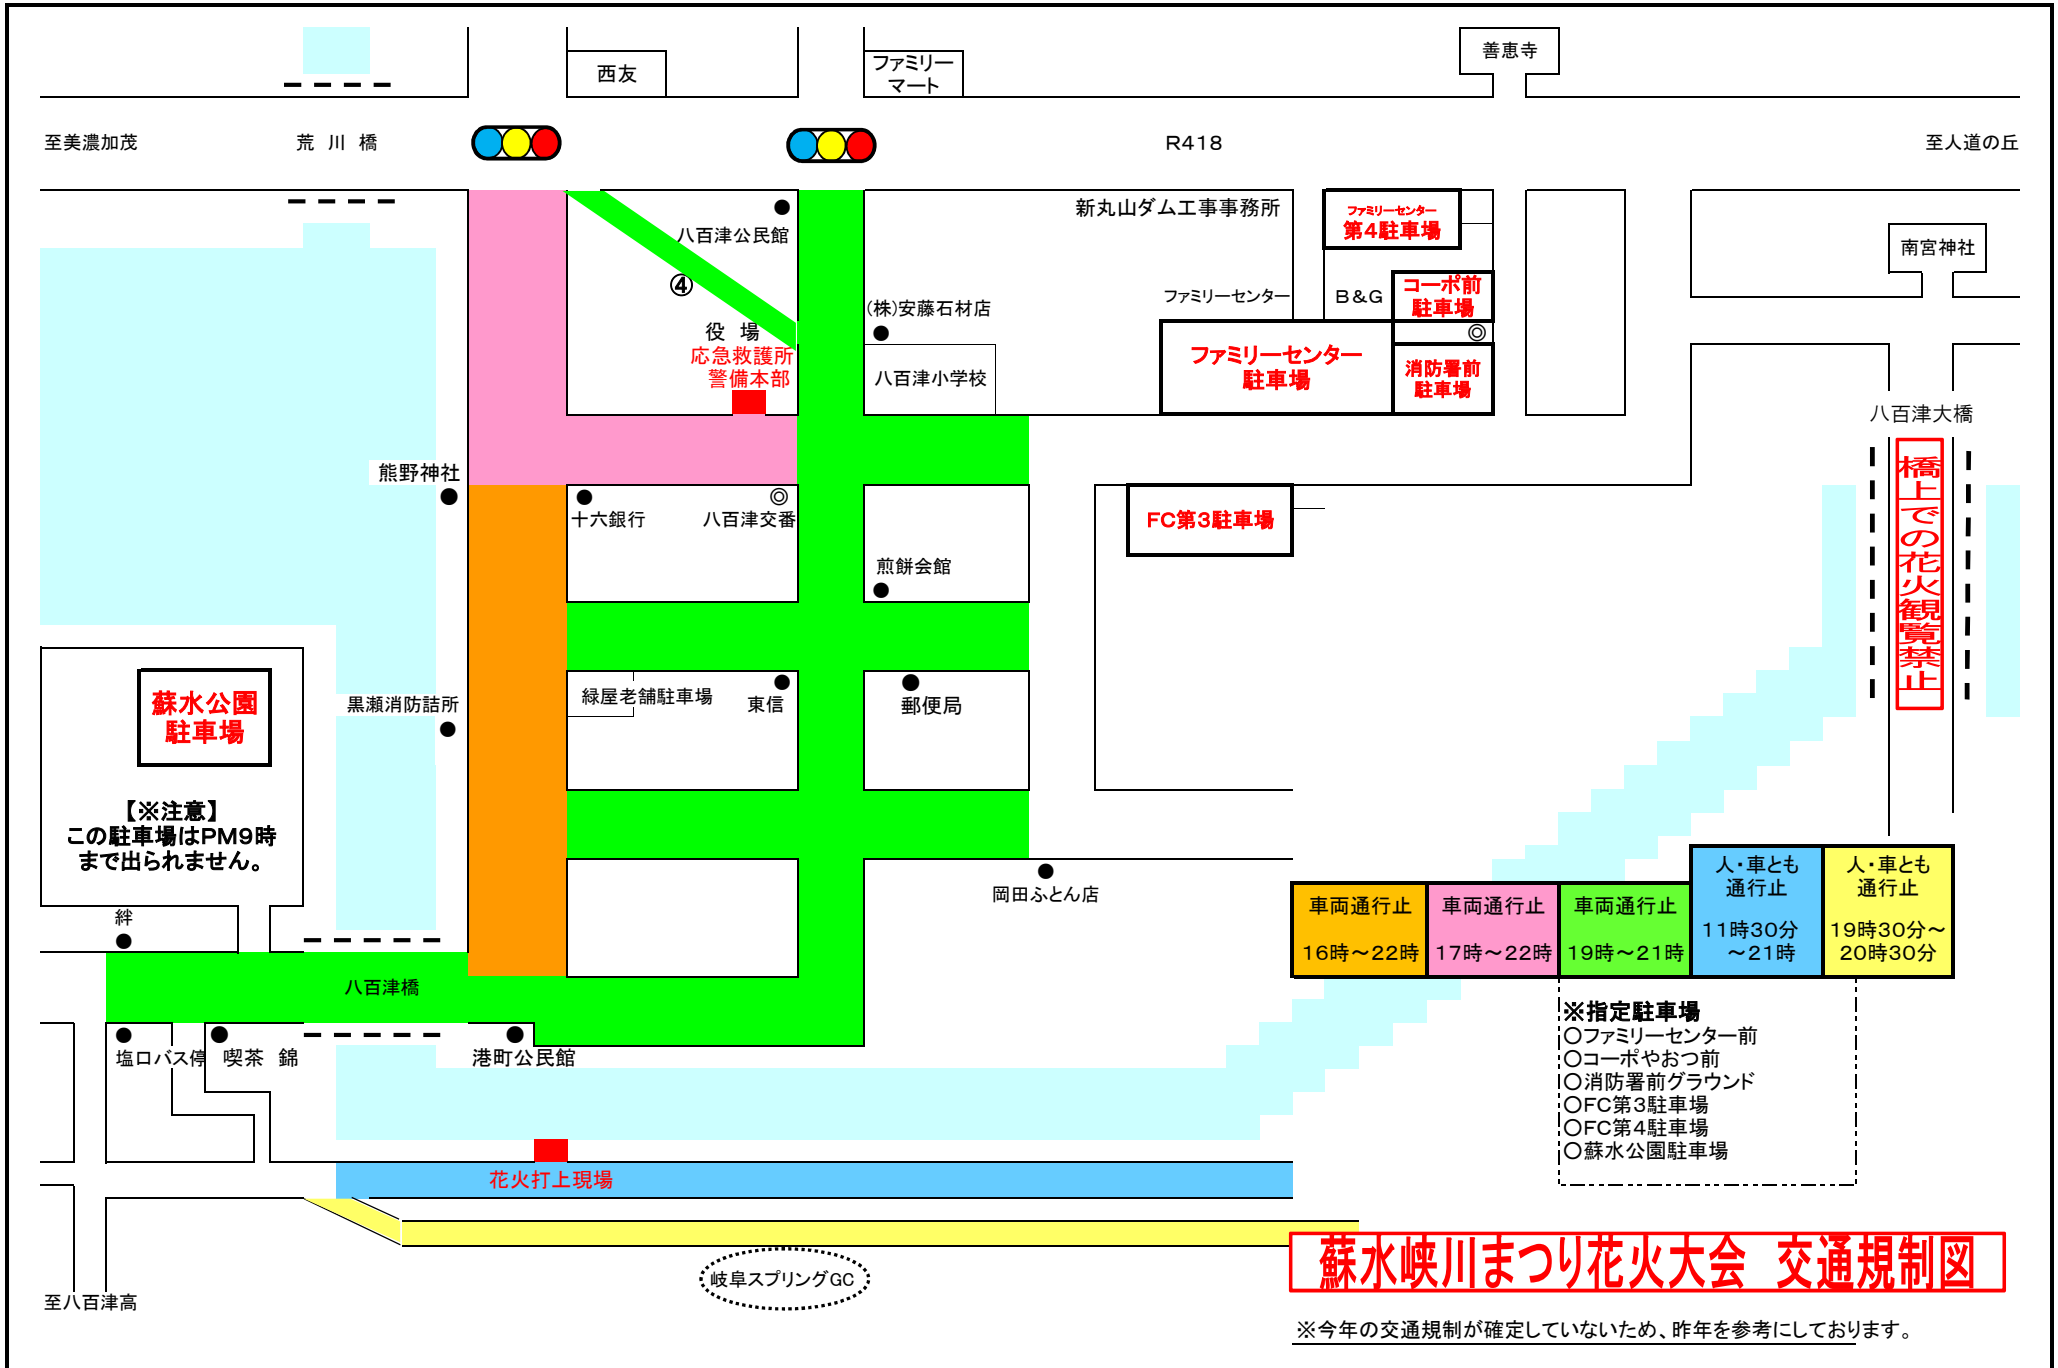 西友
ファミリー
マート
善恵寺
至美濃加茂
荒 川 橋
R418
至人道の丘
八百津公民館
新丸山ダム工事事務所
ファミリーセンター
第4駐車場
南宮神社
④
(株)安藤石材店
ファミリーセンター
B&G
コーポ前
駐車場
◎
役 場
応急救護所
警備本部
八百津小学校
ファミリーセンター
駐車場
消防署前
駐車場
八百津大橋
橋上での花火観覧禁止
熊野神社
十六銀行
◎
八百津交番
FC第3駐車場
煎餅会館
蘇水公園
駐車場
黒瀬消防詰所
緑屋老舗駐車場
東信
郵便局
【※注意】
この駐車場はPM9時
まで出られません。
絆
岡田ふとん店
八百津橋
塩口バス停
喫茶 錦
港町公民館
車両通行止
16時～22時
車両通行止
17時～22時
車両通行止
19時～21時
人・車とも
通行止
11時30分
～21時
人・車とも
通行止
19時30分～
20時30分
※指定駐車場
○ファミリーセンター前
○コーポやおつ前
○消防署前グラウンド
○FC第3駐車場
○FC第4駐車場
○蘇水公園駐車場
花火打上現場
岐阜スプリングGC
至八百津高
蘇水峡川まつり花火大会 交通規制図
※今年の交通規制が確定していないため、昨年を参考にしております。